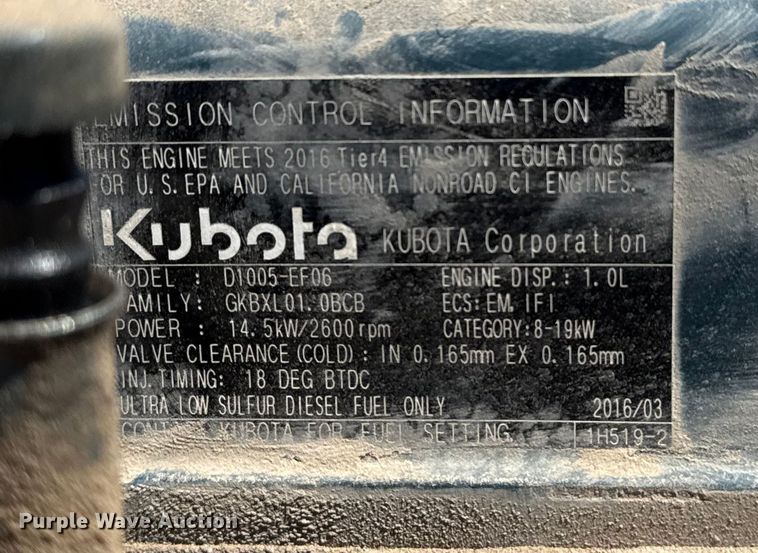 EMISSION CONTROL INFORMATION
THIS ENGINE MEETS 2016 Tier4 EMISSION REGULATIONS
FOR U.S.EPA AND CALIFORNIA NONROAD CI ENGINES.
Kubota KUBOTA Corporation
MODEL : D1005-EF06 ENGINE DISP.: 1.0L
FAMILY: GKBXL01.0BCB ECS:EM,IFI
POWER : 14.5kW/2600rpm CATEGORY:8-19kW
VALVE CLEARANCE(COLD): IN 0.165mm EX 0.165mm
INJ.TIMING: 18 DEG BTDC
ULTRA LOW SULFUR DIESEL FUEL ONLY 2016/03
KUBOTA FOR FUEL SETTING. 1H519-2
Purple Wave Auction